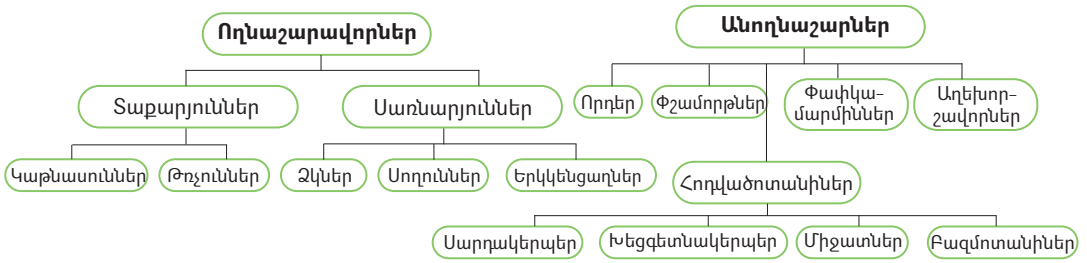 Ողնաշարավորներ
Տաքարյուններ
Սառնարյուններ
Կաթնասուններ
Թռչուններ
Ձկներ
Սողուններ
Երկկենցաղներ
Անողնաշարներ
Որդեր
Փշամորթներ
Փափկա-
մարմիններ
Աղեխոր-
շավորներ
Հոդվածոտանիներ
Սարդակերպեր
Խեցգետնակերպեր
Միջատներ
Բազմոտանիներ